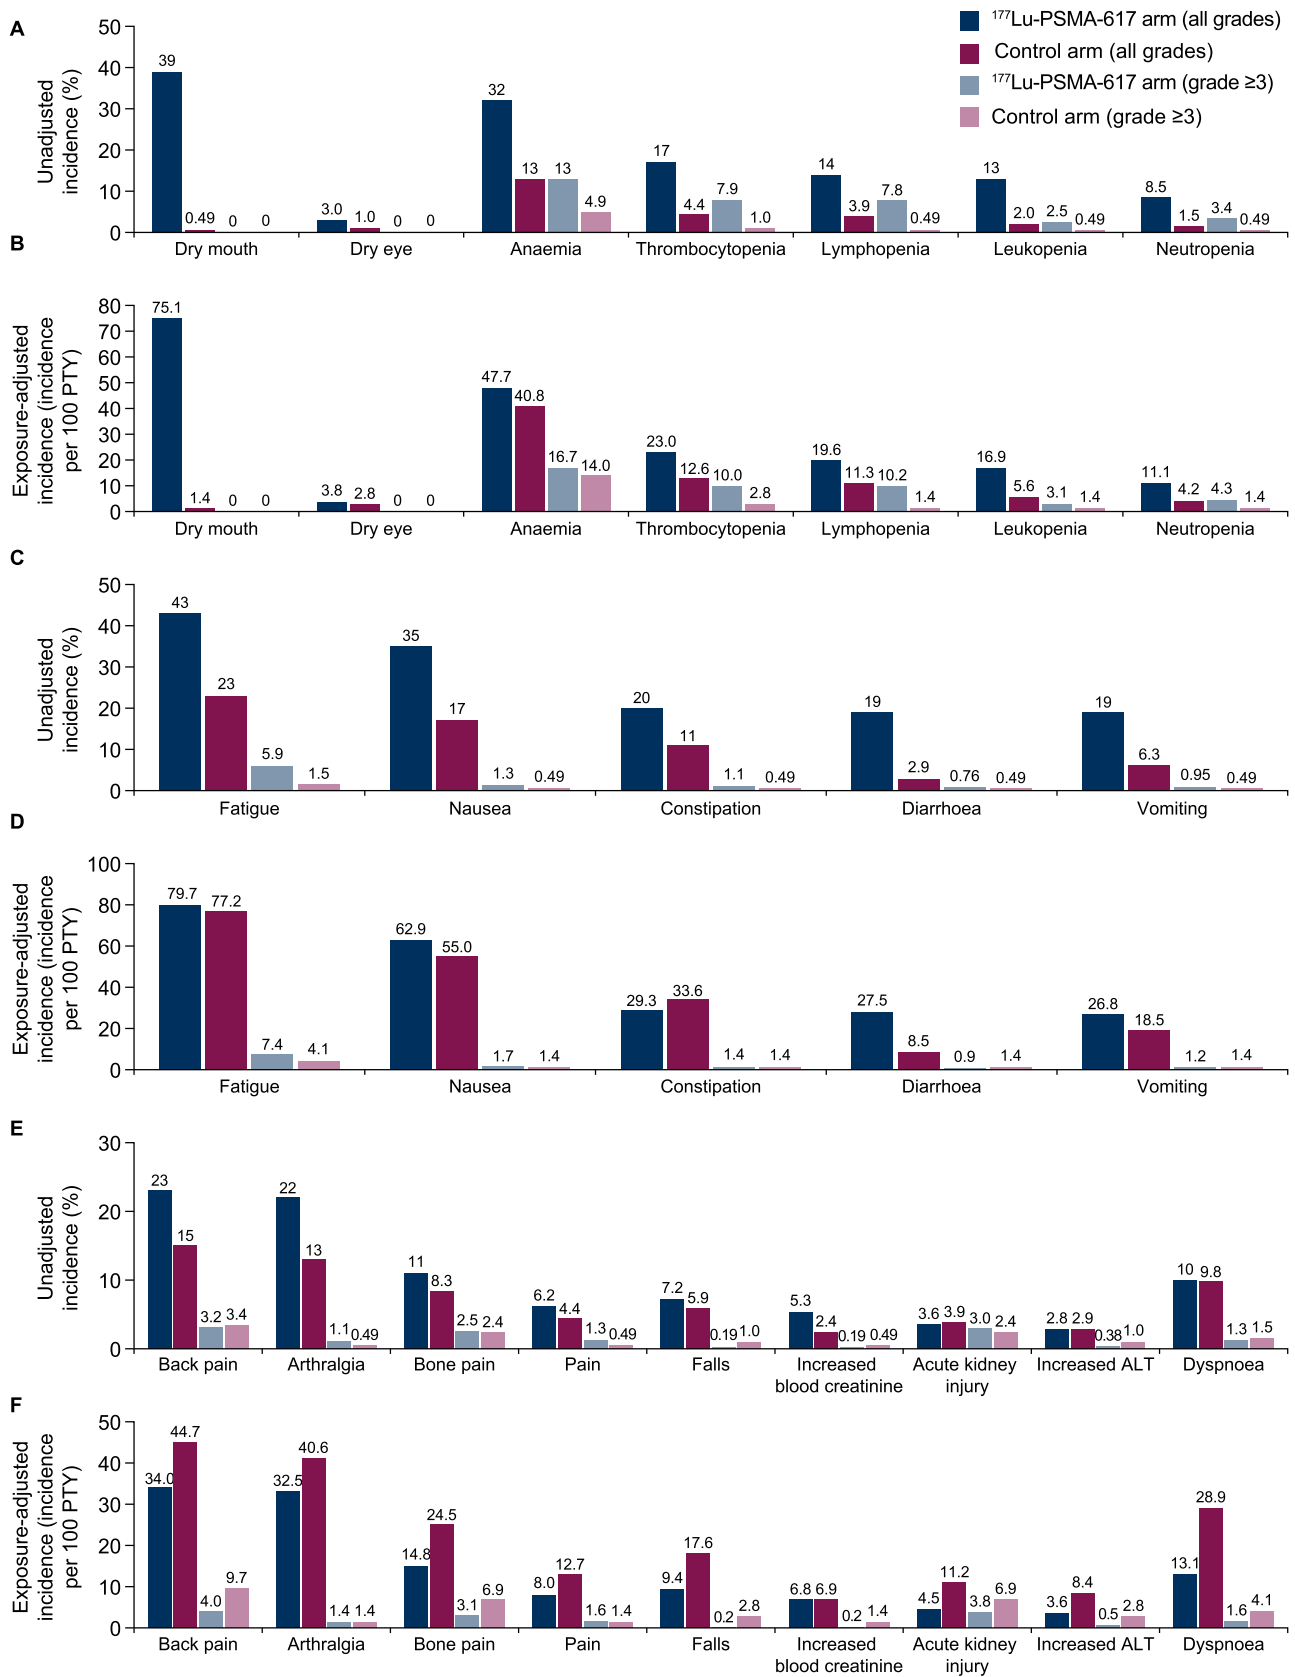 A
Unadjusted
incidence (%)
50
40
30
20
10
0
¹⁷⁷Lu-PSMA-617 arm (all grades)
Control arm (all grades)
¹⁷⁷Lu-PSMA-617 arm (grade ≥3)
Control arm (grade ≥3)
39 0.49 0 0
3.0 1.0 0 0
32 13 13 4.9
17 4.4 7.9 1.0
14 3.9 7.8 0.49
13 2.0 2.5 0.49
8.5 1.5 3.4 0.49
Dry mouth Dry eye Anaemia Thrombocytopenia Lymphopenia Leukopenia Neutropenia
B
Exposure-adjusted
incidence (incidence
per 100 PTY)
80
70
60
50
40
30
20
10
0
75.1 1.4 0 0
3.8 2.8 0 0
47.7 40.8 16.7 14.0
23.0 12.6 10.0 2.8
19.6 11.3 10.2 1.4
16.9 5.6 3.1 1.4
11.1 4.2 4.3 1.4
Dry mouth Dry eye Anaemia Thrombocytopenia Lymphopenia Leukopenia Neutropenia
C
Unadjusted
incidence (%)
50
40
30
20
10
0
43 23 5.9 1.5
35 17 1.3 0.49
20 11 1.1 0.49
19 2.9 0.76 0.49
19 6.3 0.95 0.49
Fatigue Nausea Constipation Diarrhoea Vomiting
D
Exposure-adjusted
incidence (incidence
per 100 PTY)
100
80
60
40
20
0
79.7 77.2 7.4 4.1
62.9 55.0 1.7 1.4
29.3 33.6 1.4 1.4
27.5 8.5 0.9 1.4
26.8 18.5 1.2 1.4
Fatigue Nausea Constipation Diarrhoea Vomiting
E
Unadjusted
incidence (%)
30
20
10
0
23 15 3.2 3.4
22 13 1.1 0.49
11 8.3 2.5 2.4
6.2 4.4 1.3 0.49
7.2 5.9 0.19 1.0
5.3 2.4 0.19 0.49
3.6 3.9 3.0 2.4
2.8 2.9 0.38 1.0
10 9.8 1.3 1.5
Back pain Arthralgia Bone pain Pain Falls Increased Acute kidney Increased ALT Dyspnoea
blood creatinine injury
F
Exposure-adjusted
incidence (incidence
per 100 PTY)
50
40
30
20
10
0
34.0 44.7 4.0 9.7
32.5 40.6 1.4 1.4
14.8 24.5 3.1 6.9
8.0 12.7 1.6 1.4
9.4 17.6 0.2 2.8
6.8 6.9 0.2 1.4
4.5 11.2 3.8 6.9
3.6 8.4 0.5 2.8
13.1 28.9 1.6 4.1
Back pain Arthralgia Bone pain Pain Falls Increased Acute kidney Increased ALT Dyspnoea
blood creatinine injury